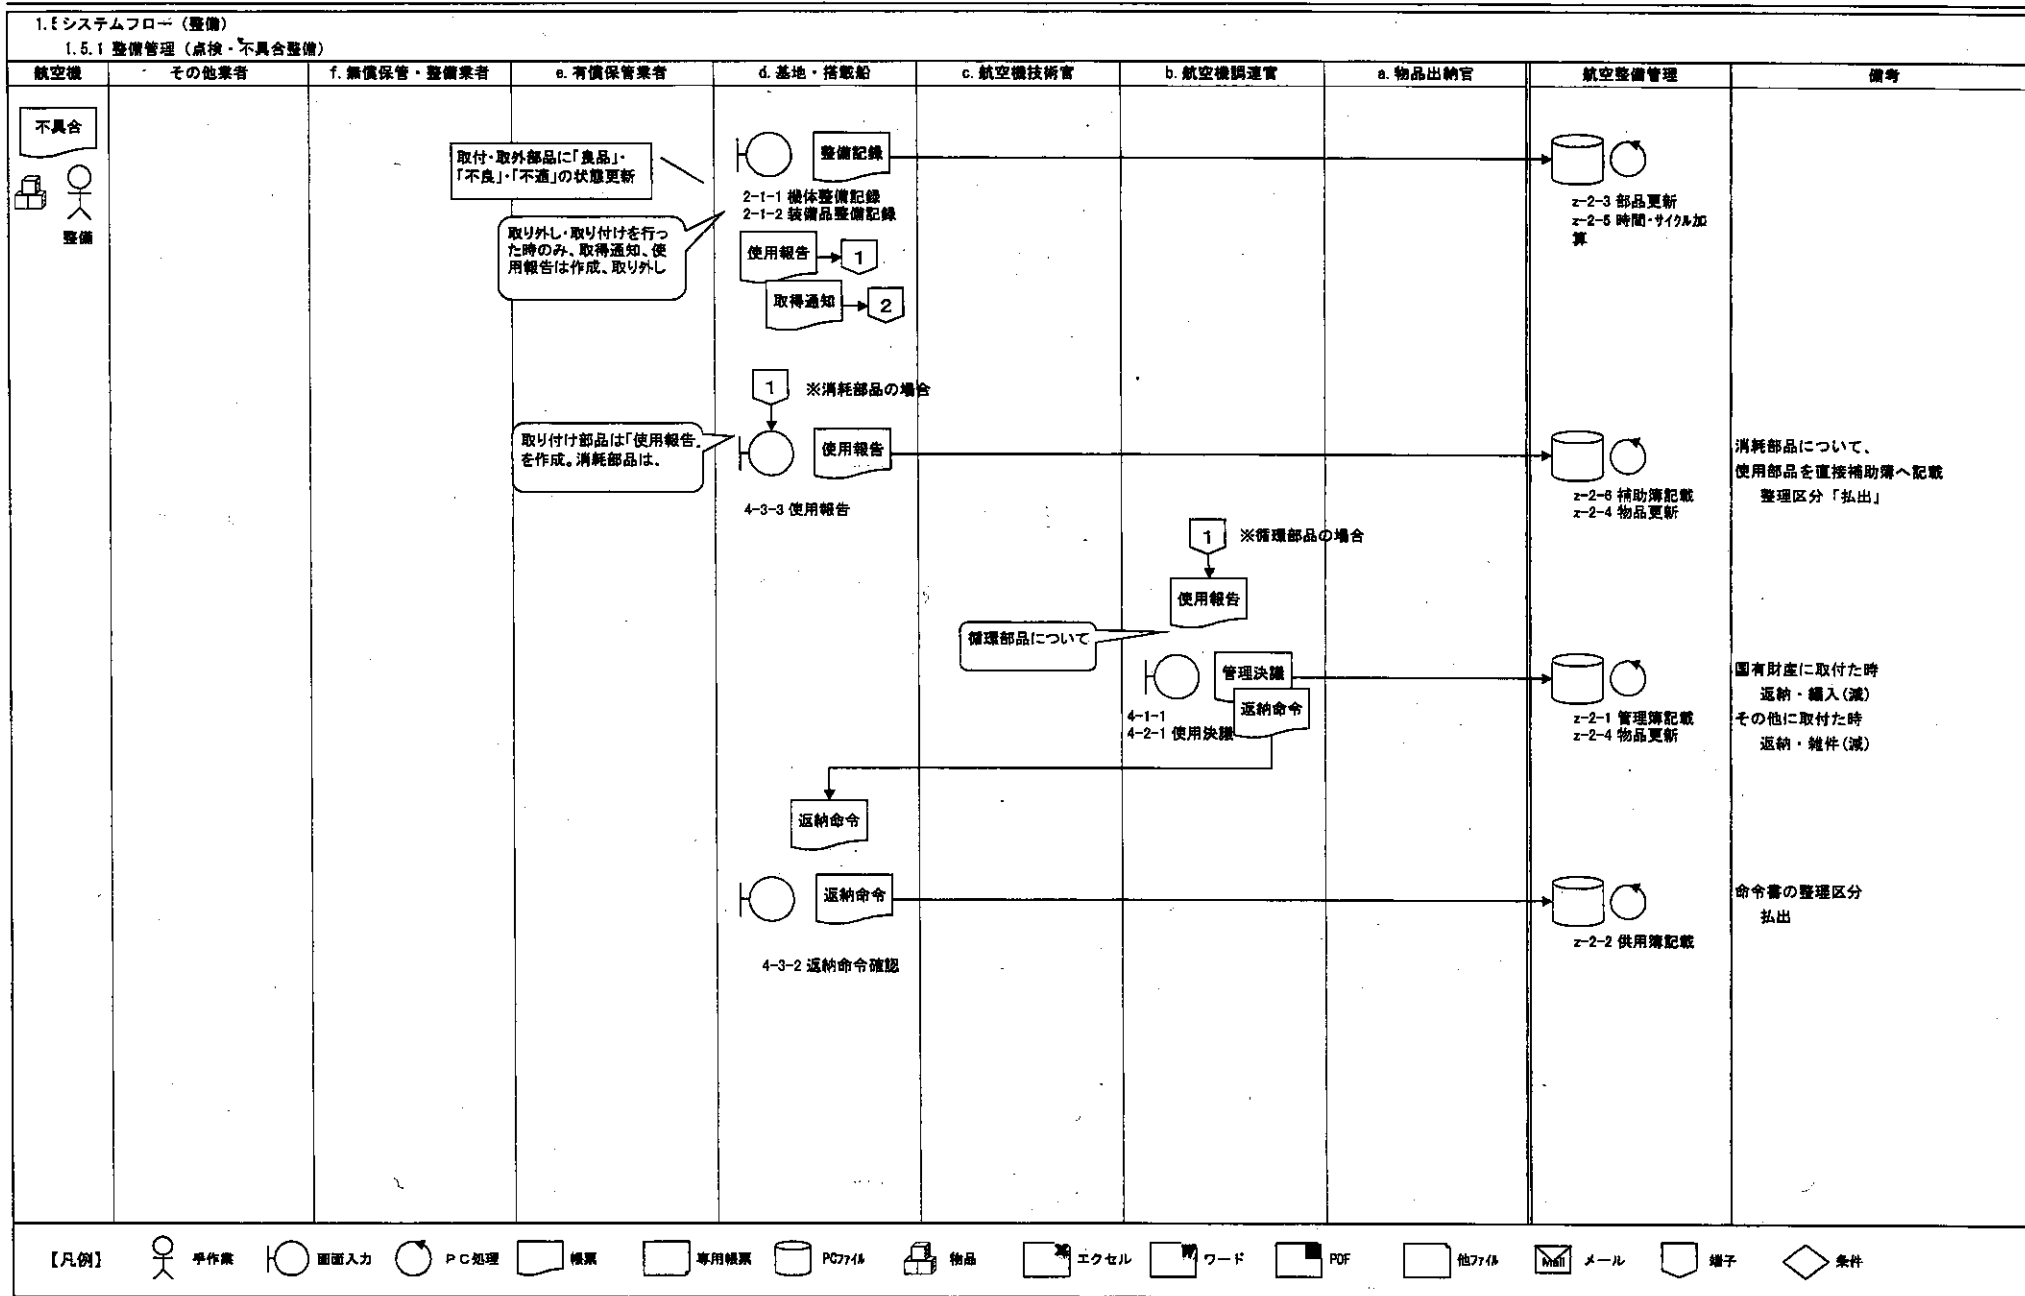 1.5システムフロー（整備）
1.5.1 整備管理（点検・不具合整備）
航空機
その他業者
f. 無償保管・整備業者
e. 有償保管業者
d. 基地・搭載船
c. 航空機技術官
b. 航空機調達官
a. 物品出納官
航空整備管理
備考
不具合
整備
取付・取外部品に「良品」・
「不良」・「不適」の状態更新
整備記録
2-1-1 機体整備記録
2-1-2 装備品整備記録
z-2-3 部品更新
z-2-5 時間・サイクル加
算
取り外し・取り付けを行っ
た時のみ、取得通知、使
用報告は作成、取り外し
使用報告
1
取得通知
2
1
※消耗部品の場合
取り付け部品は「使用報告
を作成。消耗部品は、
使用報告
4-3-3 使用報告
z-2-6 補助簿記載
z-2-4 物品更新
消耗部品について、
使用部品を直接補助簿へ記載
整理区分「払出」
1
※循環部品の場合
使用報告
循環部品について
管理決議
返納命令
4-1-1
4-2-1 使用決議
z-2-1 管理簿記載
z-2-4 物品更新
国有財産に取付た時
返納・編入(減)
その他に取付た時
返納・雑件(減)
返納命令
返納命令
4-3-2 返納命令確認
z-2-2 供用簿記載
命令書の整理区分
払出
【凡例】
手作業
画面入力
ＰＣ処理
帳票
専用帳票
PCファイル
物品
エクセル
W
ワード
PDF
他ファイル
Mail
メール
端子
条件